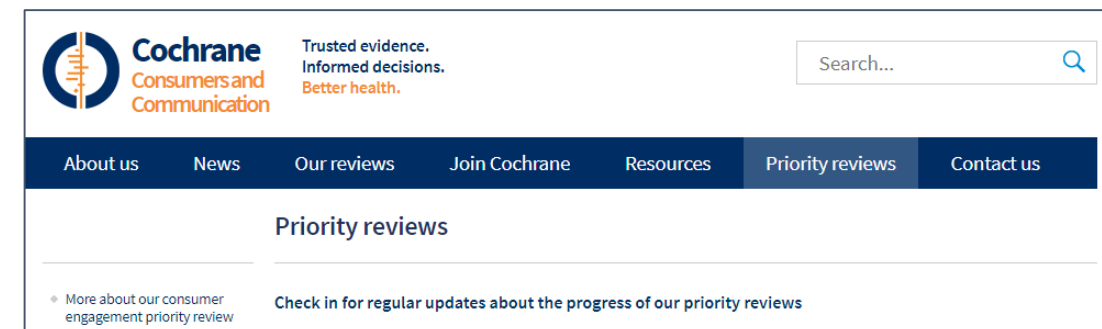 Cochrane
Consumers and
Communication
Trusted evidence.
Informed decisions.
Better health.
Search...
About us News Our reviews Join Cochrane Resources Priority reviews Contact us
Priority reviews
More about our consumer
engagement priority review
Check in for regular updates about the progress of our priority reviews